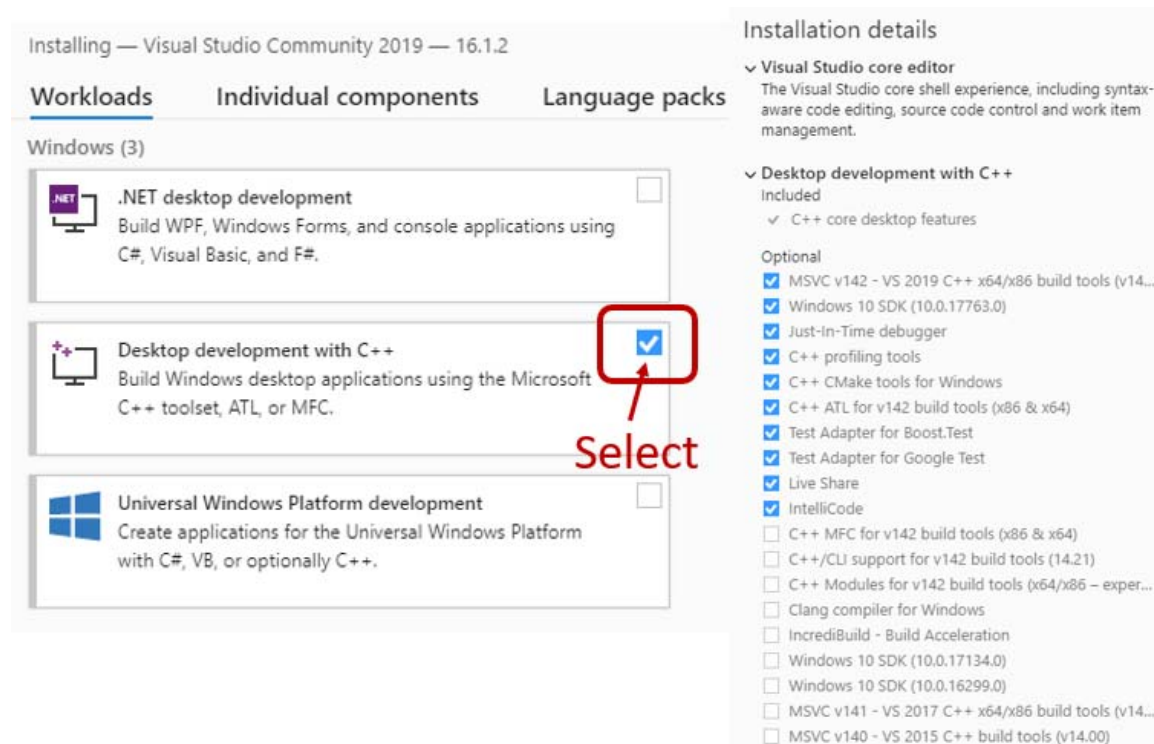 Installing — Visual Studio Community 2019 — 16.1.2
Workloads Individual components Language packs
Windows (3)
.NET
.NET desktop development
Build WPF, Windows Forms, and console applications using
C#, Visual Basic, and F#.
++
Desktop development with C++
Build Windows desktop applications using the Microsoft
C++ toolset, ATL, or MFC.
Select
Universal Windows Platform development
Create applications for the Universal Windows Platform
with C#, VB, or optionally C++.
Installation details
Visual Studio core editor
The Visual Studio core shell experience, including syntax-
aware code editing, source code control and work item
management.
Desktop development with C++
Included
C++ core desktop features
Optional
MSVC v142 - VS 2019 C++ x64/x86 build tools (v14...
Windows 10 SDK (10.0.17763.0)
Just-In-Time debugger
C++ profiling tools
C++ CMake tools for Windows
C++ ATL for v142 build tools (x86 & x64)
Test Adapter for Boost.Test
Test Adapter for Google Test
Live Share
IntelliCode
C++ MFC for v142 build tools (x86 & x64)
C++/CLI support for v142 build tools (14.21)
C++ Modules for v142 build tools (x64/x86 – exper...
Clang compiler for Windows
IncrediBuild - Build Acceleration
Windows 10 SDK (10.0.17134.0)
Windows 10 SDK (10.0.16299.0)
MSVC v141 - VS 2017 C++ x64/x86 build tools (v14...
MSVC v140 - VS 2015 C++ build tools (v14.00)